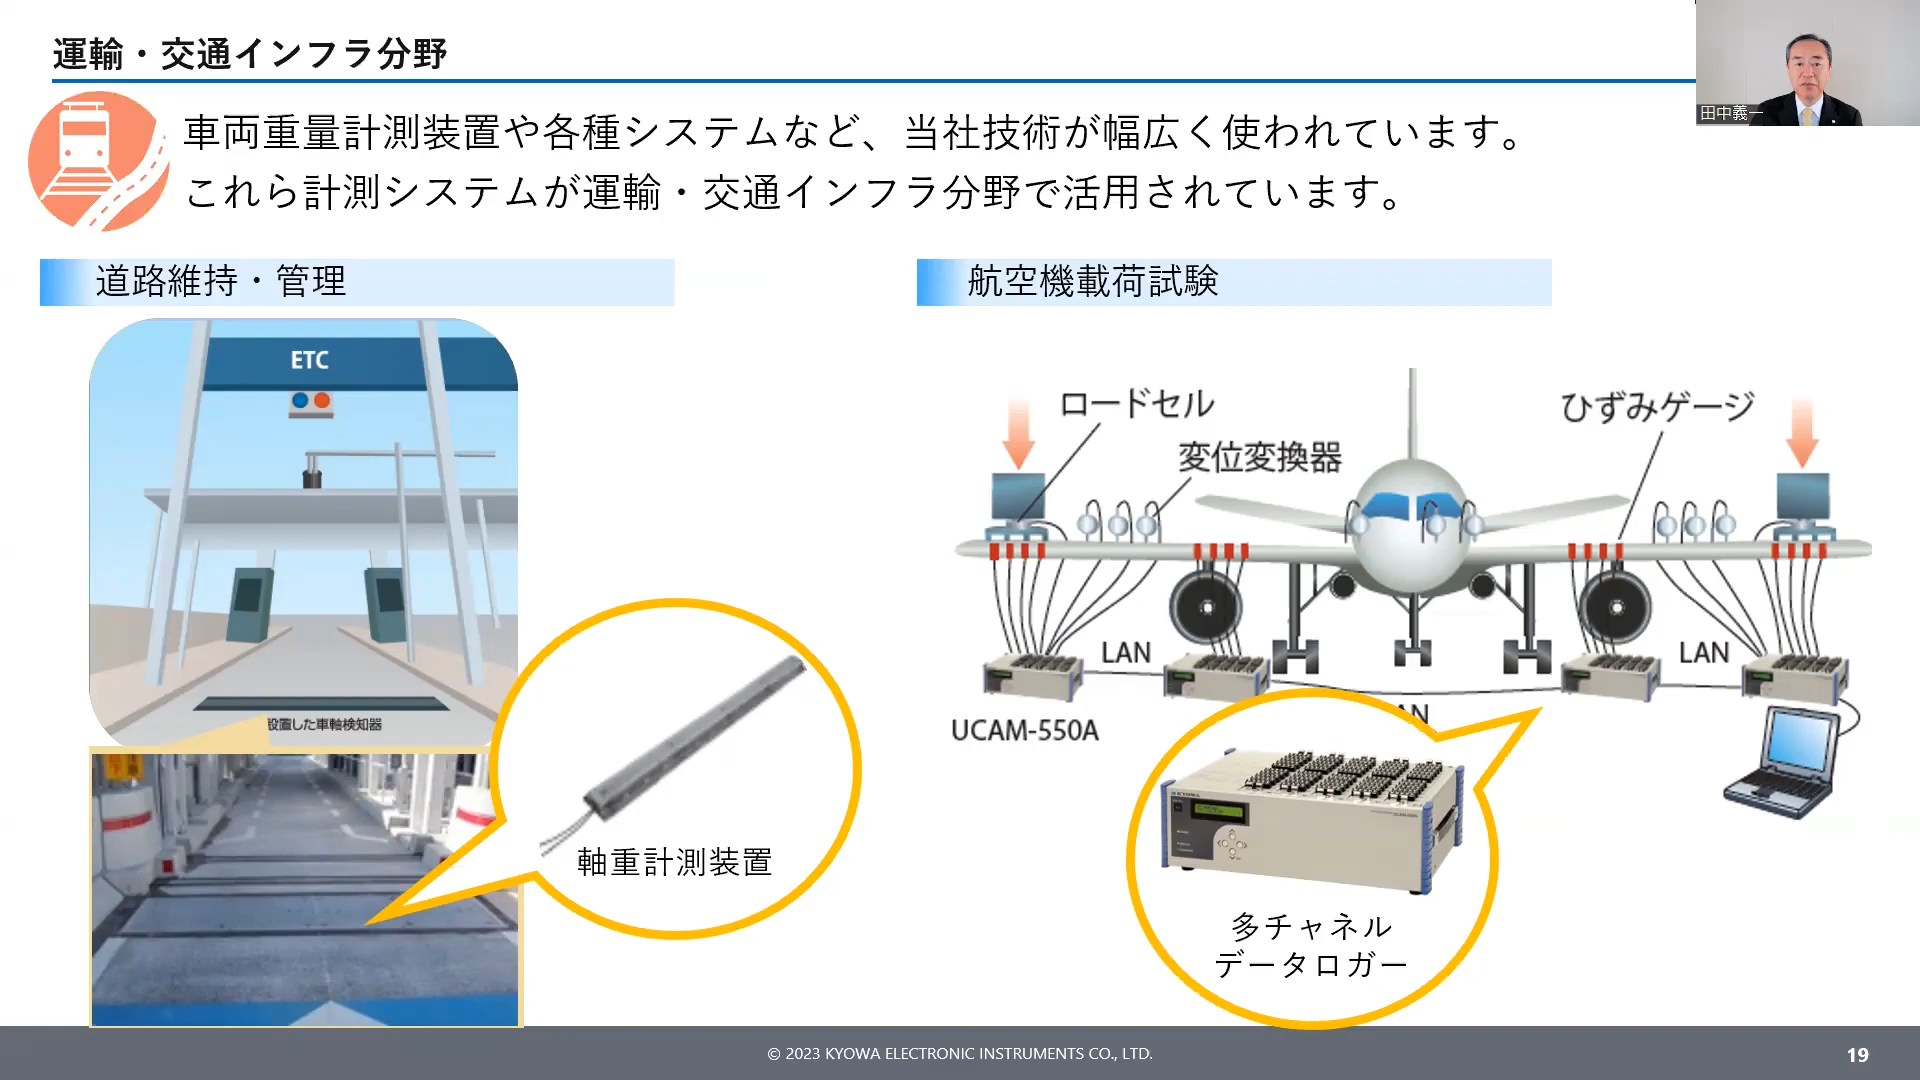 運輸・交通インフラ分野
田中義一
車両重量計測装置や各種システムなど、当社技術が幅広く使われています。
これら計測システムが運輸・交通インフラ分野で活用されています。
道路維持・管理
航空機載荷試験
ETC
設置した車軸検知器
軸重計測装置
ロードセル
変位変換器
ひずみゲージ
LAN
LAN
AN
UCAM-550A
KYOWA
多チャネル
データロガー
© 2023 KYOWA ELECTRONIC INSTRUMENTS CO., LTD.
19